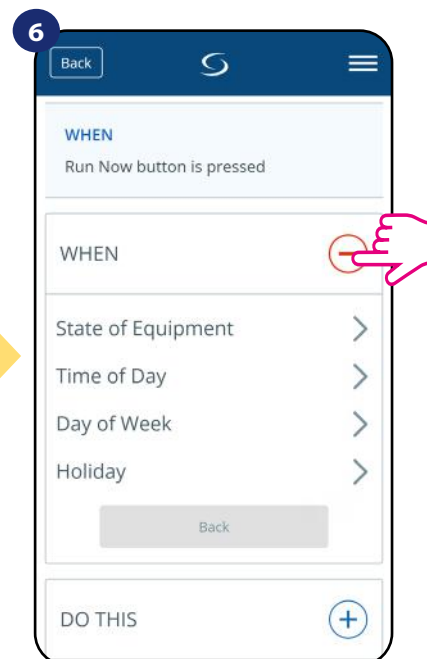 6
Back
WHEN
Run Now button is pressed
WHEN
State of Equipment
Time of Day
Day of Week
Holiday
Back
DO THIS